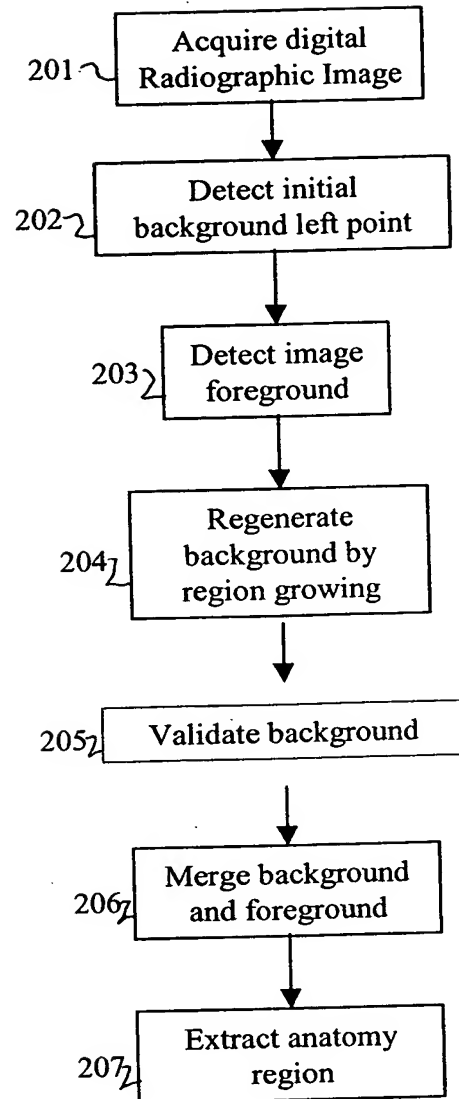 201
Acquire digital
Radiographic Image
202
Detect initial
background left point
203
Detect image
foreground
204
Regenerate
background by
region growing
205
Validate background
206
Merge background
and foreground
207
Extract anatomy
region